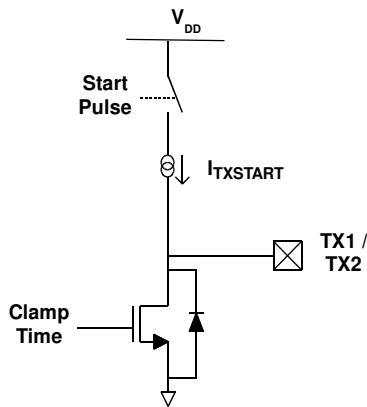 VDD
Start
Pulse
ITXSTART
TX1 /
TX2
Clamp
Time